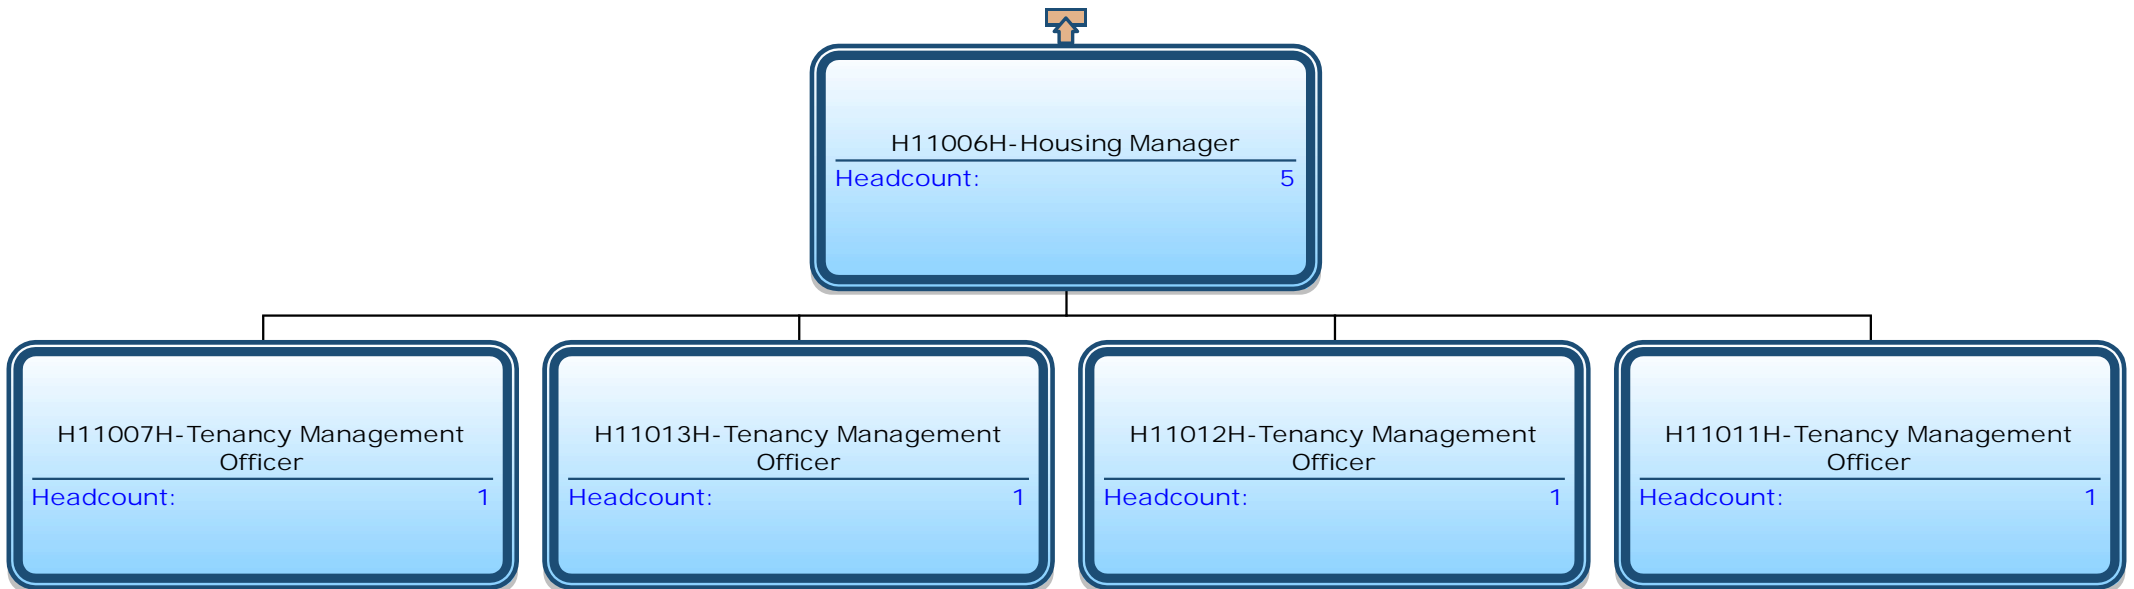 H11006H-Housing Manager
Headcount: 5
H11007H-Tenancy Management
Officer
Headcount: 1
H11013H-Tenancy Management
Officer
Headcount: 1
H11012H-Tenancy Management
Officer
Headcount: 1
H11011H-Tenancy Management
Officer
Headcount: 1